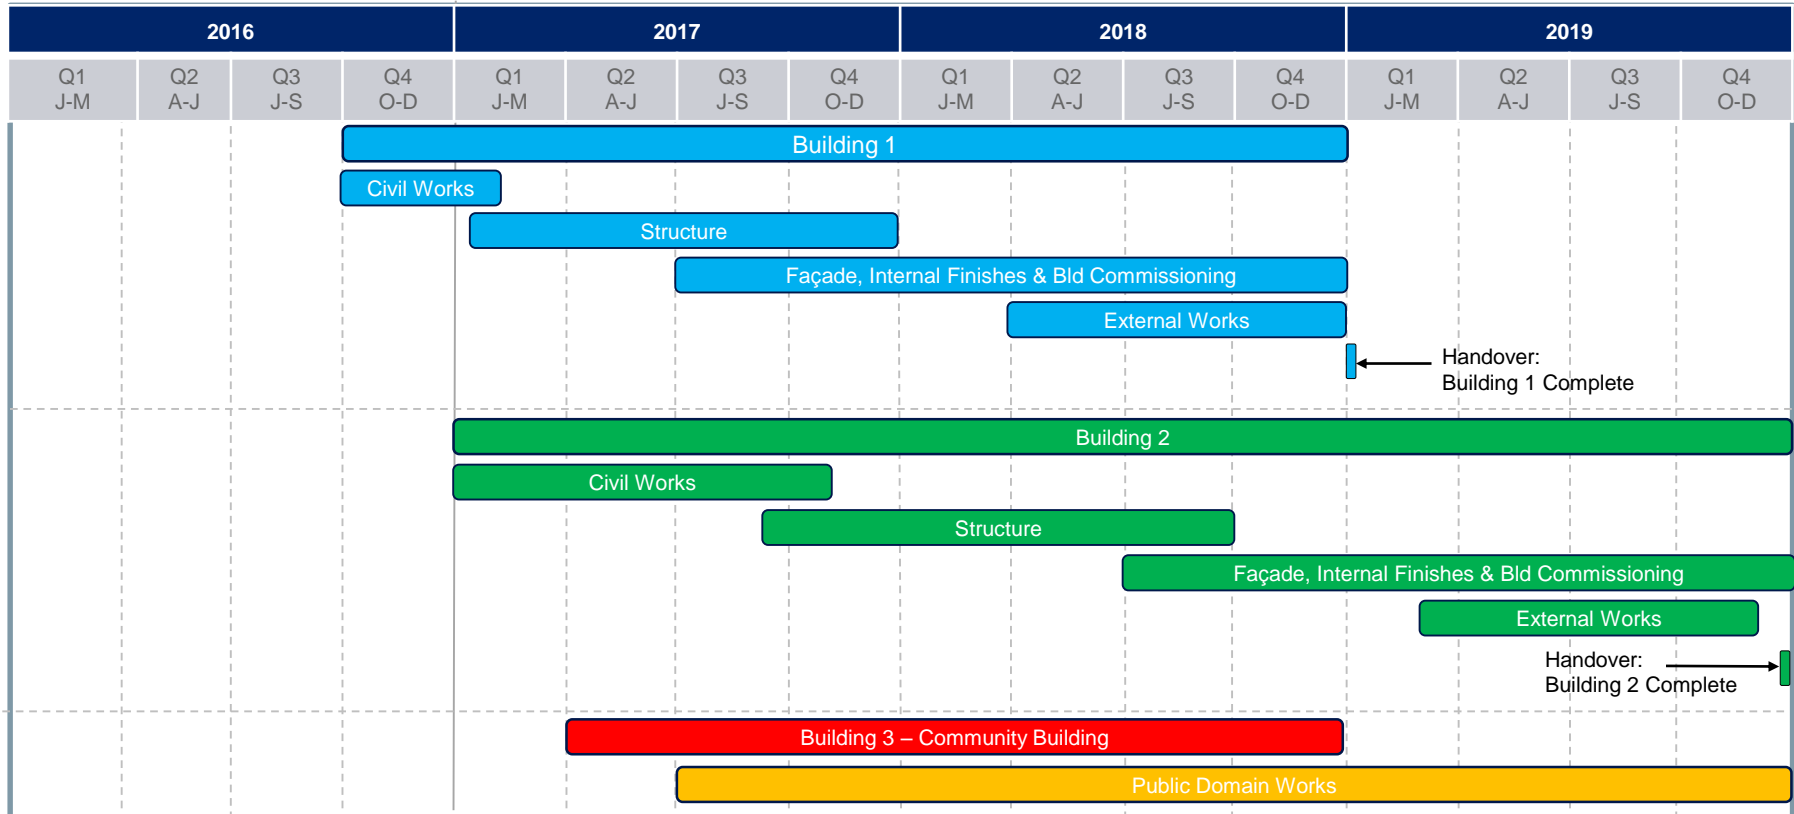 2016 2017 2018 2019
Q1 Q2 Q3 Q4 Q1 Q2 Q3 Q4 Q1 Q2 Q3 Q4 Q1 Q2 Q3 Q4
J-M A-J J-S O-D J-M A-J J-S O-D J-M A-J J-S O-D J-M A-J J-S O-D
Building 1
Civil Works
Structure
Façade, Internal Finishes & Bld Commissioning
External Works
Handover:
Building 1 Complete
Building 2
Civil Works
Structure
Façade, Internal Finishes & Bld Commissioning
External Works
Handover:
Building 2 Complete
Building 3 – Community Building
Public Domain Works